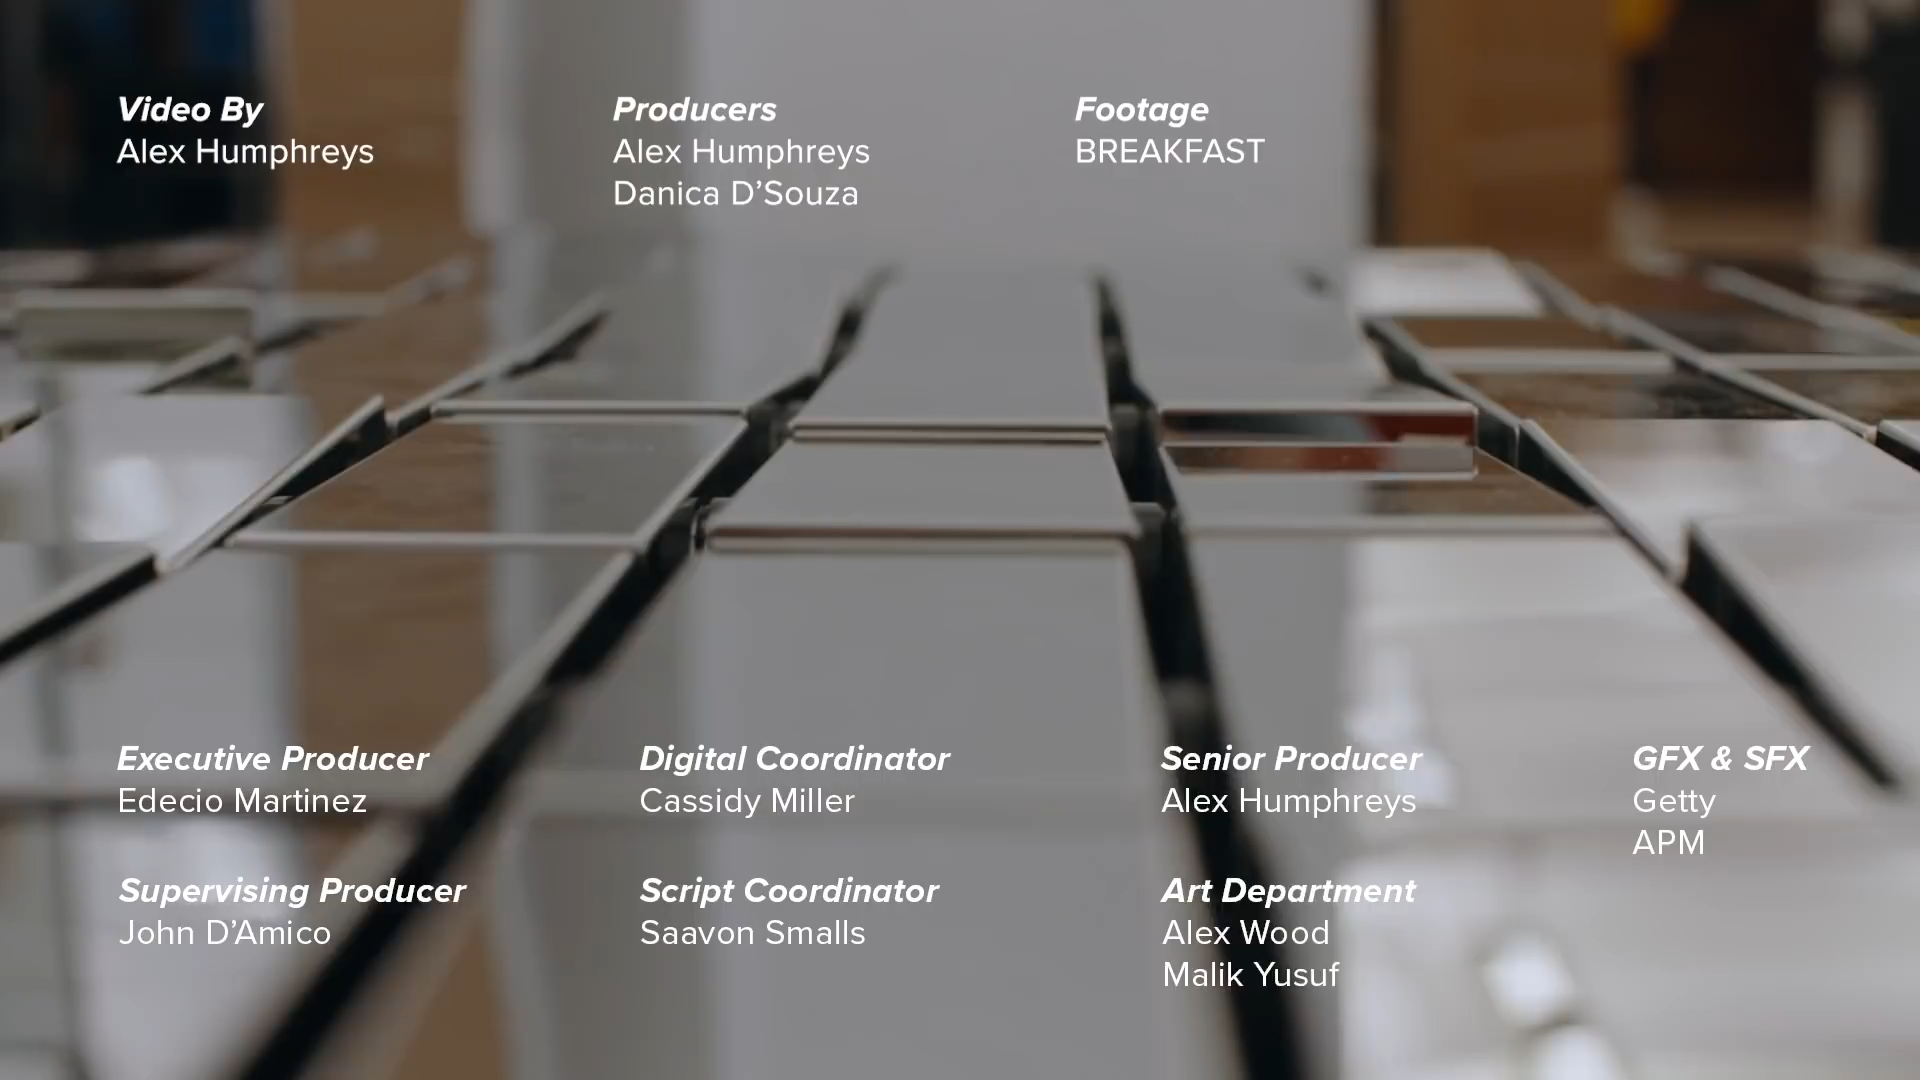 Video By
Alex Humphreys
Producers
Alex Humphreys
Danica D’Souza
Footage
BREAKFAST
Executive Producer
Edecio Martinez
Digital Coordinator
Cassidy Miller
Senior Producer
Alex Humphreys
GFX & SFX
Getty
APM
Supervising Producer
John D’Amico
Script Coordinator
Saavon Smalls
Art Department
Alex Wood
Malik Yusuf